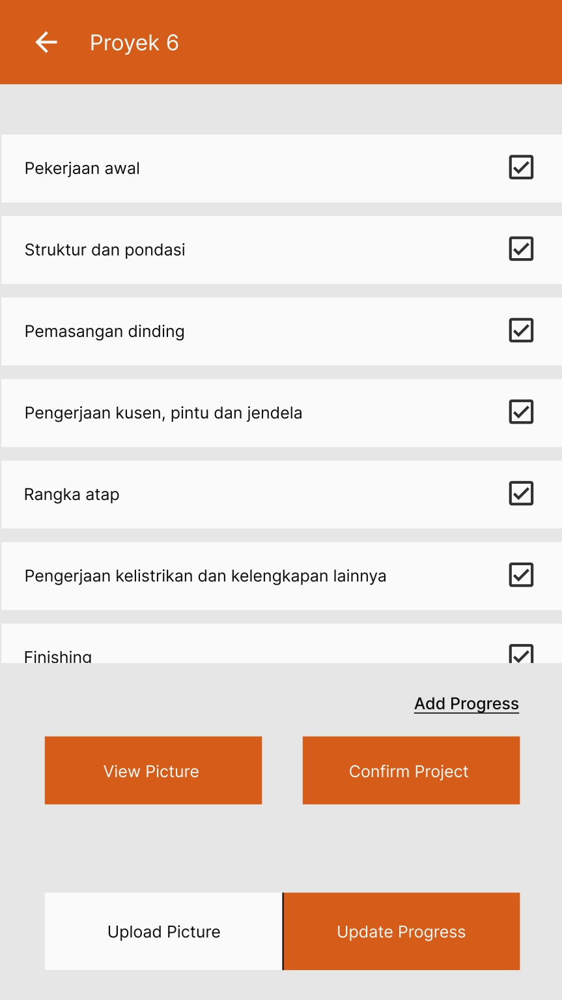 Proyek 6
Pekerjaan awal
Struktur dan pondasi
Pemasangan dinding
Pengerjaan kusen, pintu dan jendela
Rangka atap
Pengerjaan kelistrikan dan kelengkapan lainnya
Finishing
Add Progress
View Picture
Confirm Project
Upload Picture
Update Progress